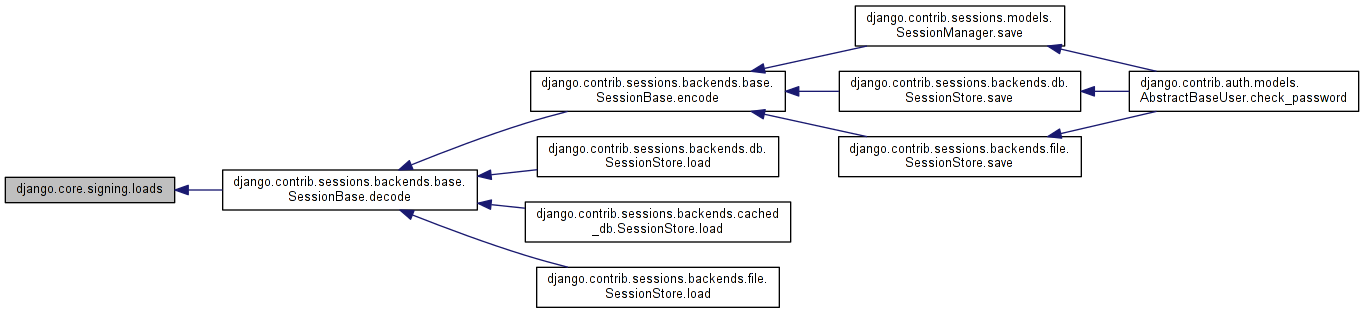 django.contrib.sessions.models.
SessionManager.save
django.contrib.sessions.backends.base.
SessionBase.encode
django.contrib.sessions.backends.db.
SessionStore.save
django.contrib.auth.models.
AbstractBaseUser.check_password
django.contrib.sessions.backends.db.
SessionStore.load
django.contrib.sessions.backends.file.
SessionStore.save
django.core.signing.loads
django.contrib.sessions.backends.base.
SessionBase.decode
django.contrib.sessions.backends.cached
_db.SessionStore.load
django.contrib.sessions.backends.file.
SessionStore.load